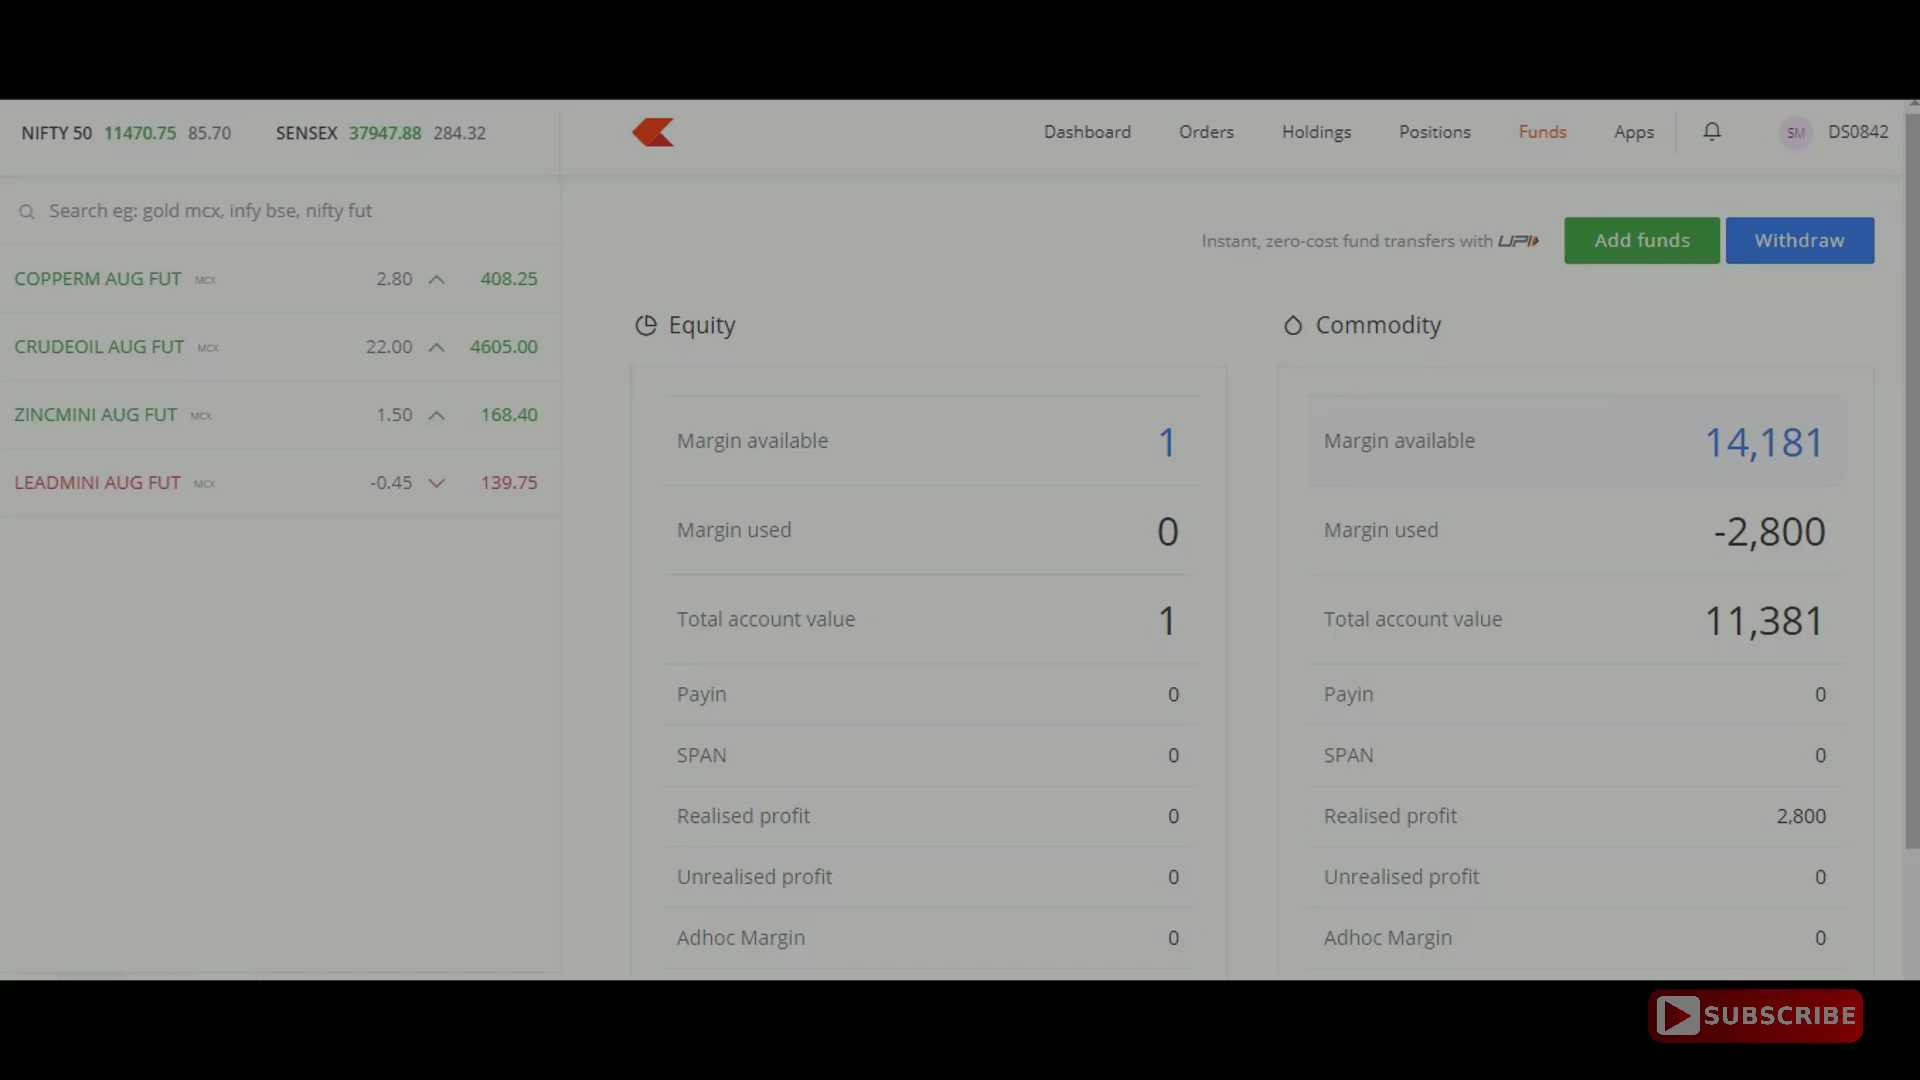 NIFTY 50 11470.75 85.70 SENSEX 37947.88 284.32
Dashboard Orders Holdings Positions Funds Apps SM DS0842
Search eg: gold mcx, infy bse, nifty fut
Instant, zero-cost fund transfers with UPI Add funds Withdraw
COPPERM AUG FUT MCX 2.80 408.25
CRUDEOIL AUG FUT MCX 22.00 4605.00
ZINCMINI AUG FUT MCX 1.50 168.40
LEADMINI AUG FUT MCX -0.45 139.75
Equity
Margin available 1
Margin used 0
Total account value 1
Payin 0
SPAN 0
Realised profit 0
Unrealised profit 0
Adhoc Margin 0
Commodity
Margin available 14,181
Margin used -2,800
Total account value 11,381
Payin 0
SPAN 0
Realised profit 2,800
Unrealised profit 0
Adhoc Margin 0
SUBSCRIBE